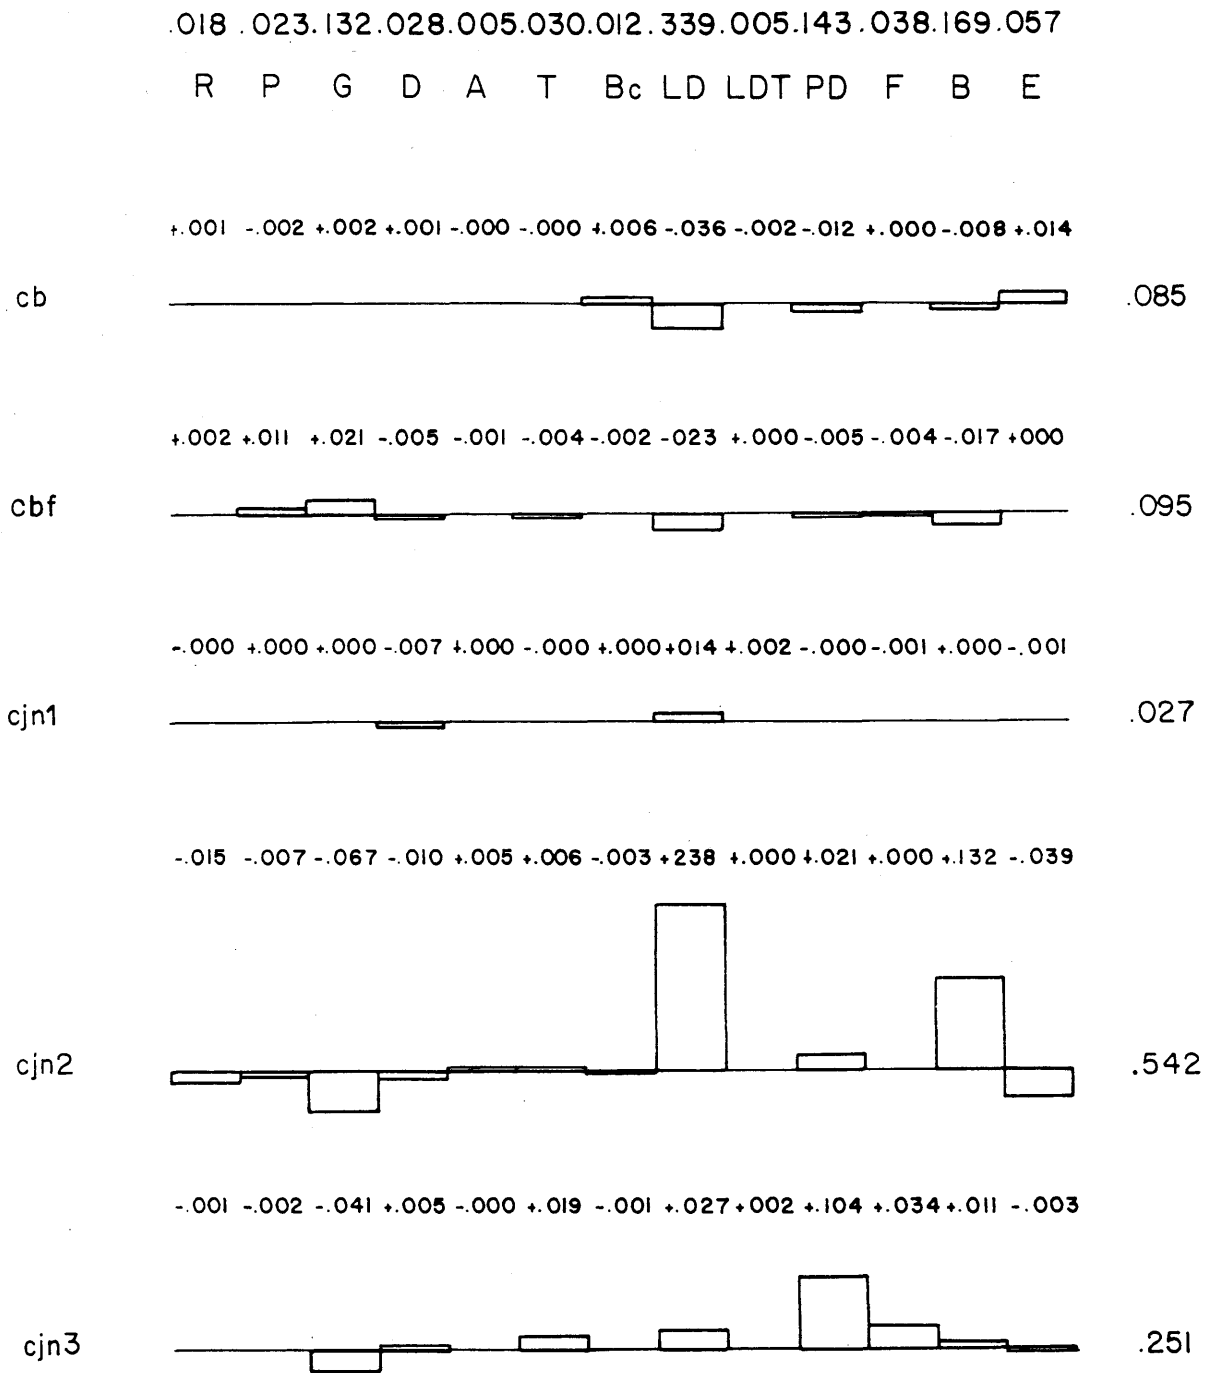 .018 .023 .132 .028 .005 .030 .012 .339 .005 .143 .038 .169 .057
R P G D A T Bc LD LDT PD F B E
+.001 -.002 +.002 +.001 -.000 -.000 +.006 -.036 -.002 -.012 +.000 -.008 +.014
cb .085
+.002 +.011 +.021 -.005 -.001 -.004 -.002 -023 +.000 -.005 -.004 -.017 +000
cbf .095
-.000 +.000 +.000 -.007 +.000 -.000 +.000 +014 +.002 -.000 -.001 +.000 -.001
cjn1 .027
-.015 -.007 -.067 -.010 +.005 +.006 -.003 +238 +.000 +.021 +.000 +.132 -.039
cjn2 .542
-.001 -.002 -.041 +.005 -.000 +.019 -.001 +.027 +002 +.104 +.034 +.011 -.003
cjn3 .251